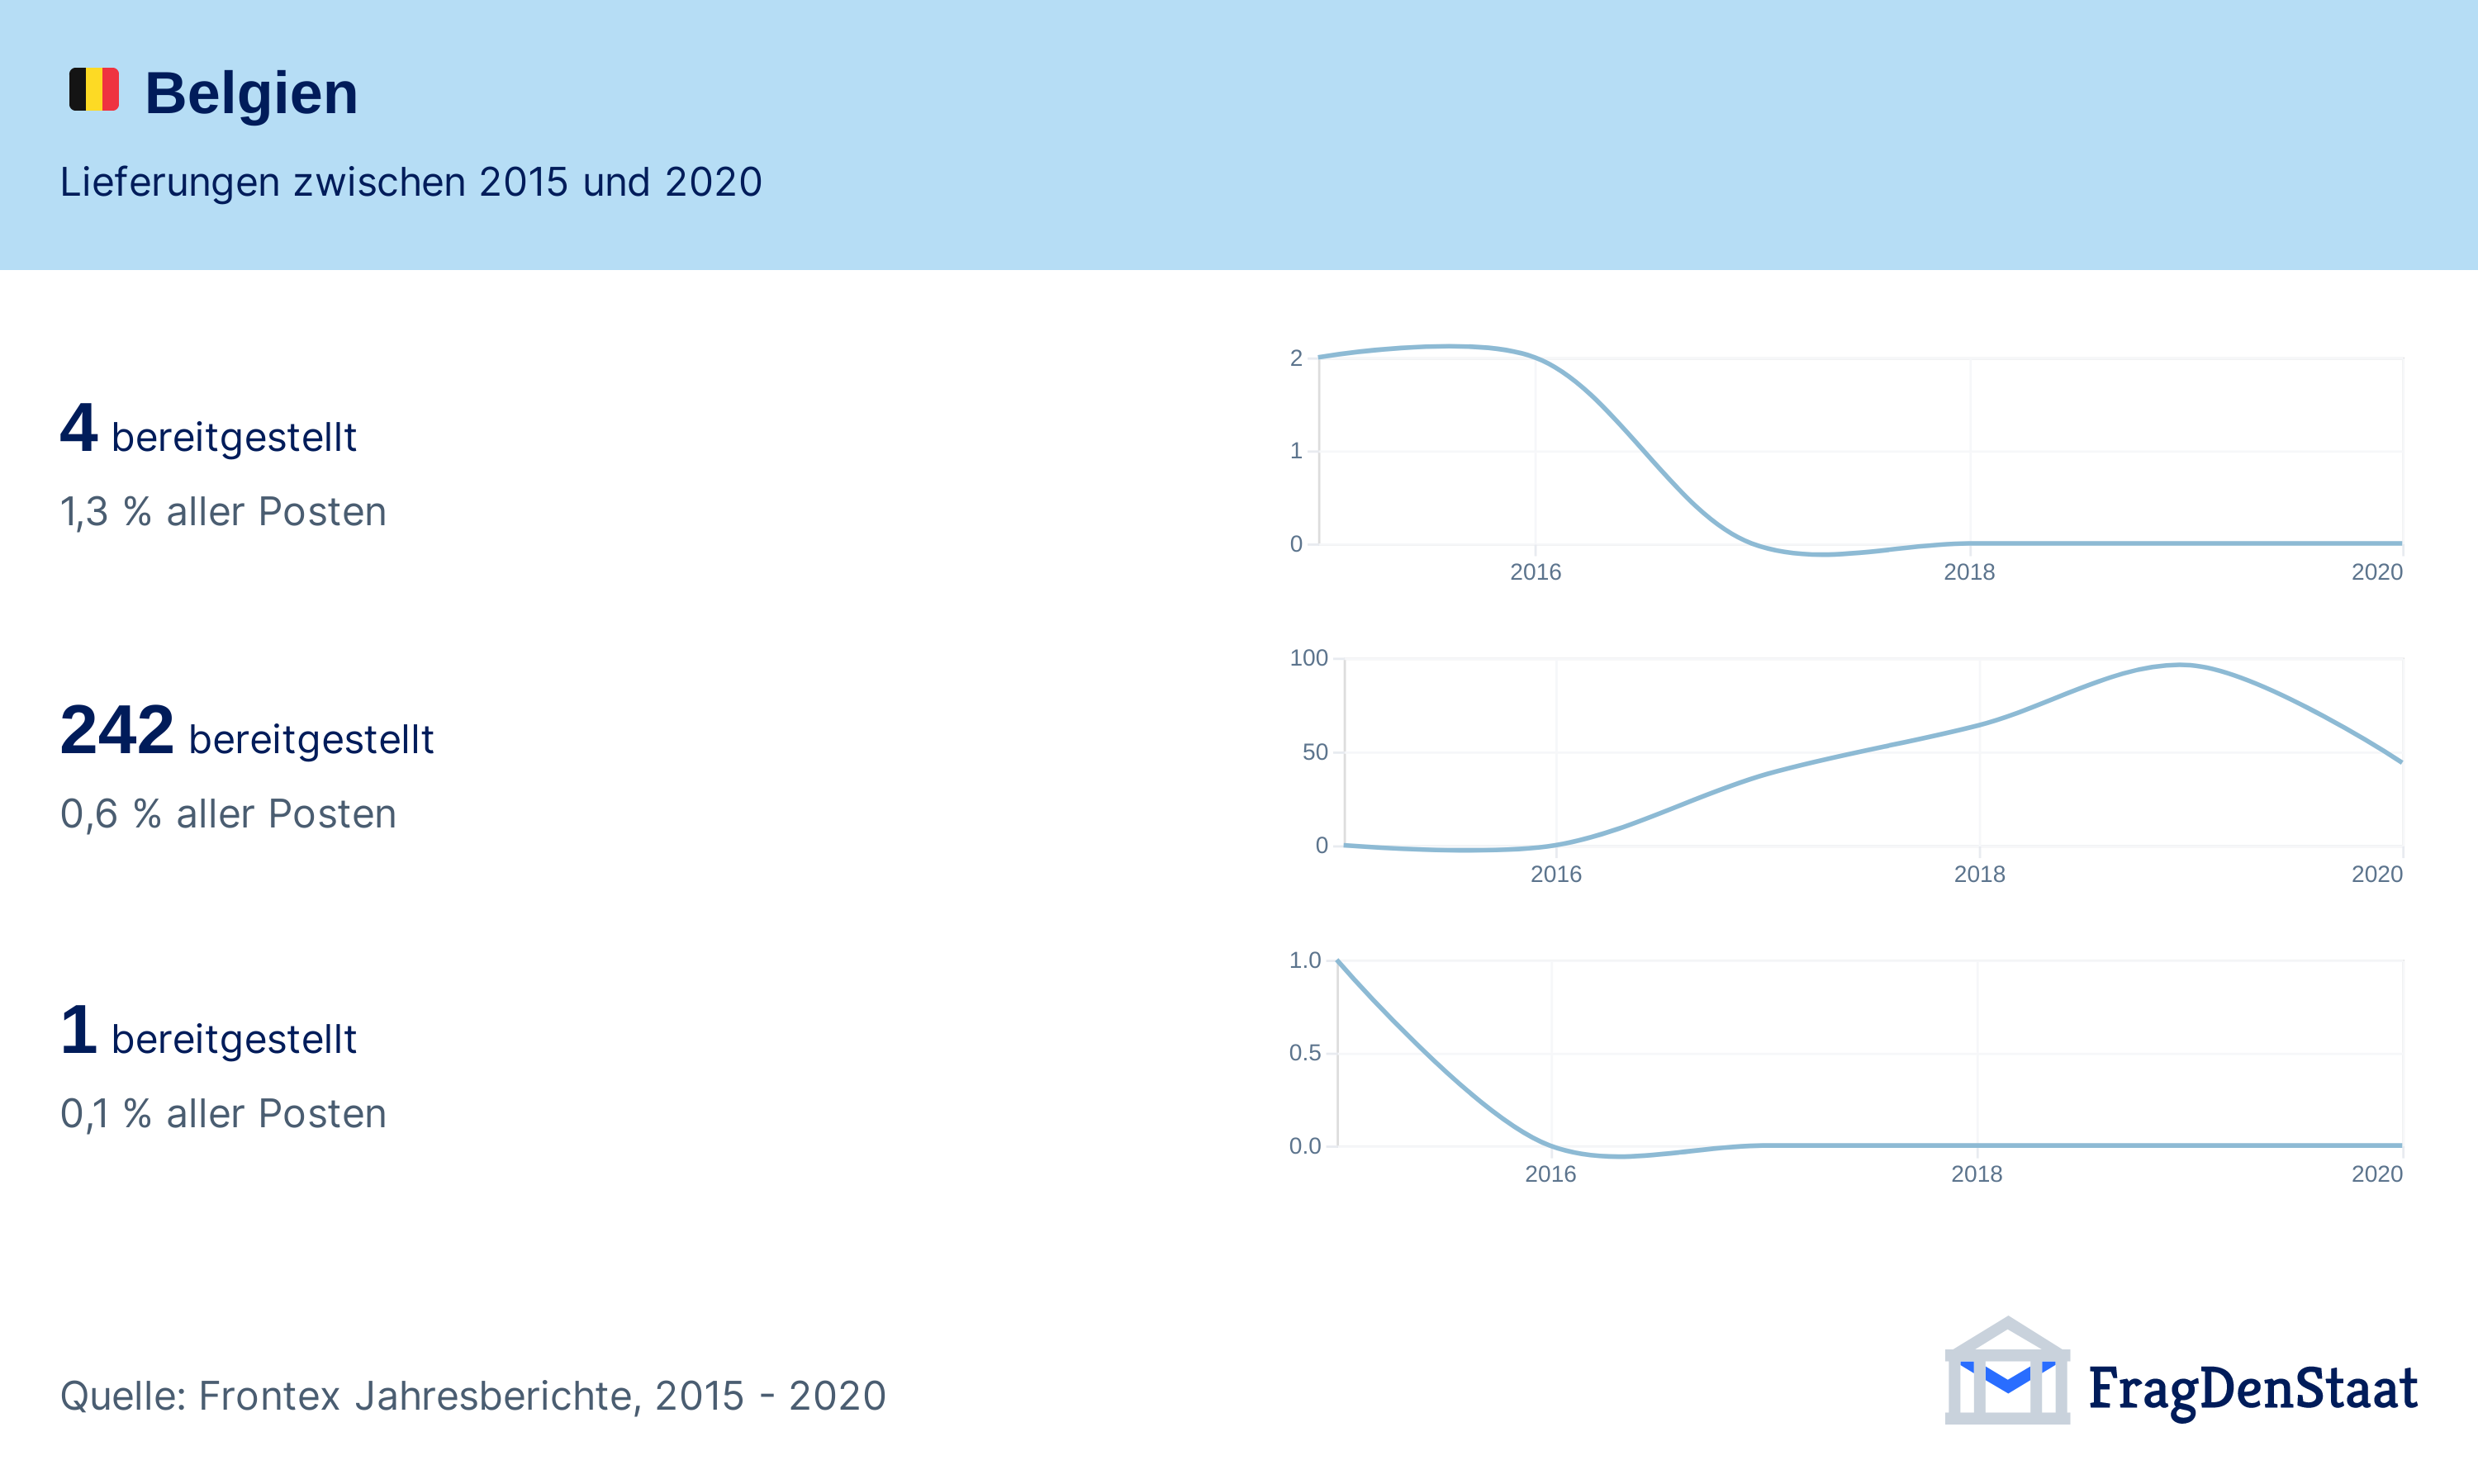 Belgien
Lieferungen zwischen 2015 und 2020
4 bereitgestellt
1,3 % aller Posten
2
1
0
2016
2018
2020
242 bereitgestellt
0,6 % aller Posten
100
50
0
2016
2018
2020
1 bereitgestellt
0,1 % aller Posten
1.0
0.5
0.0
2016
2018
2020
Quelle: Frontex Jahresberichte, 2015 - 2020
FragDenStaat